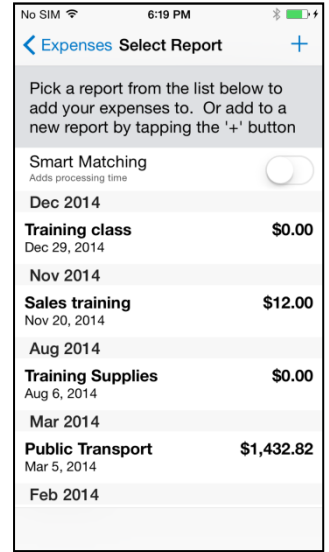 No SIM 6:19 PM
Expenses Select Report +
Pick a report from the list below to
add your expenses to. Or add to a
new report by tapping the '+' button
Smart Matching
Adds processing time
Dec 2014
Training class $0.00
Dec 29, 2014
Nov 2014
Sales training $12.00
Nov 20, 2014
Aug 2014
Training Supplies $0.00
Aug 6, 2014
Mar 2014
Public Transport $1,432.82
Mar 5, 2014
Feb 2014